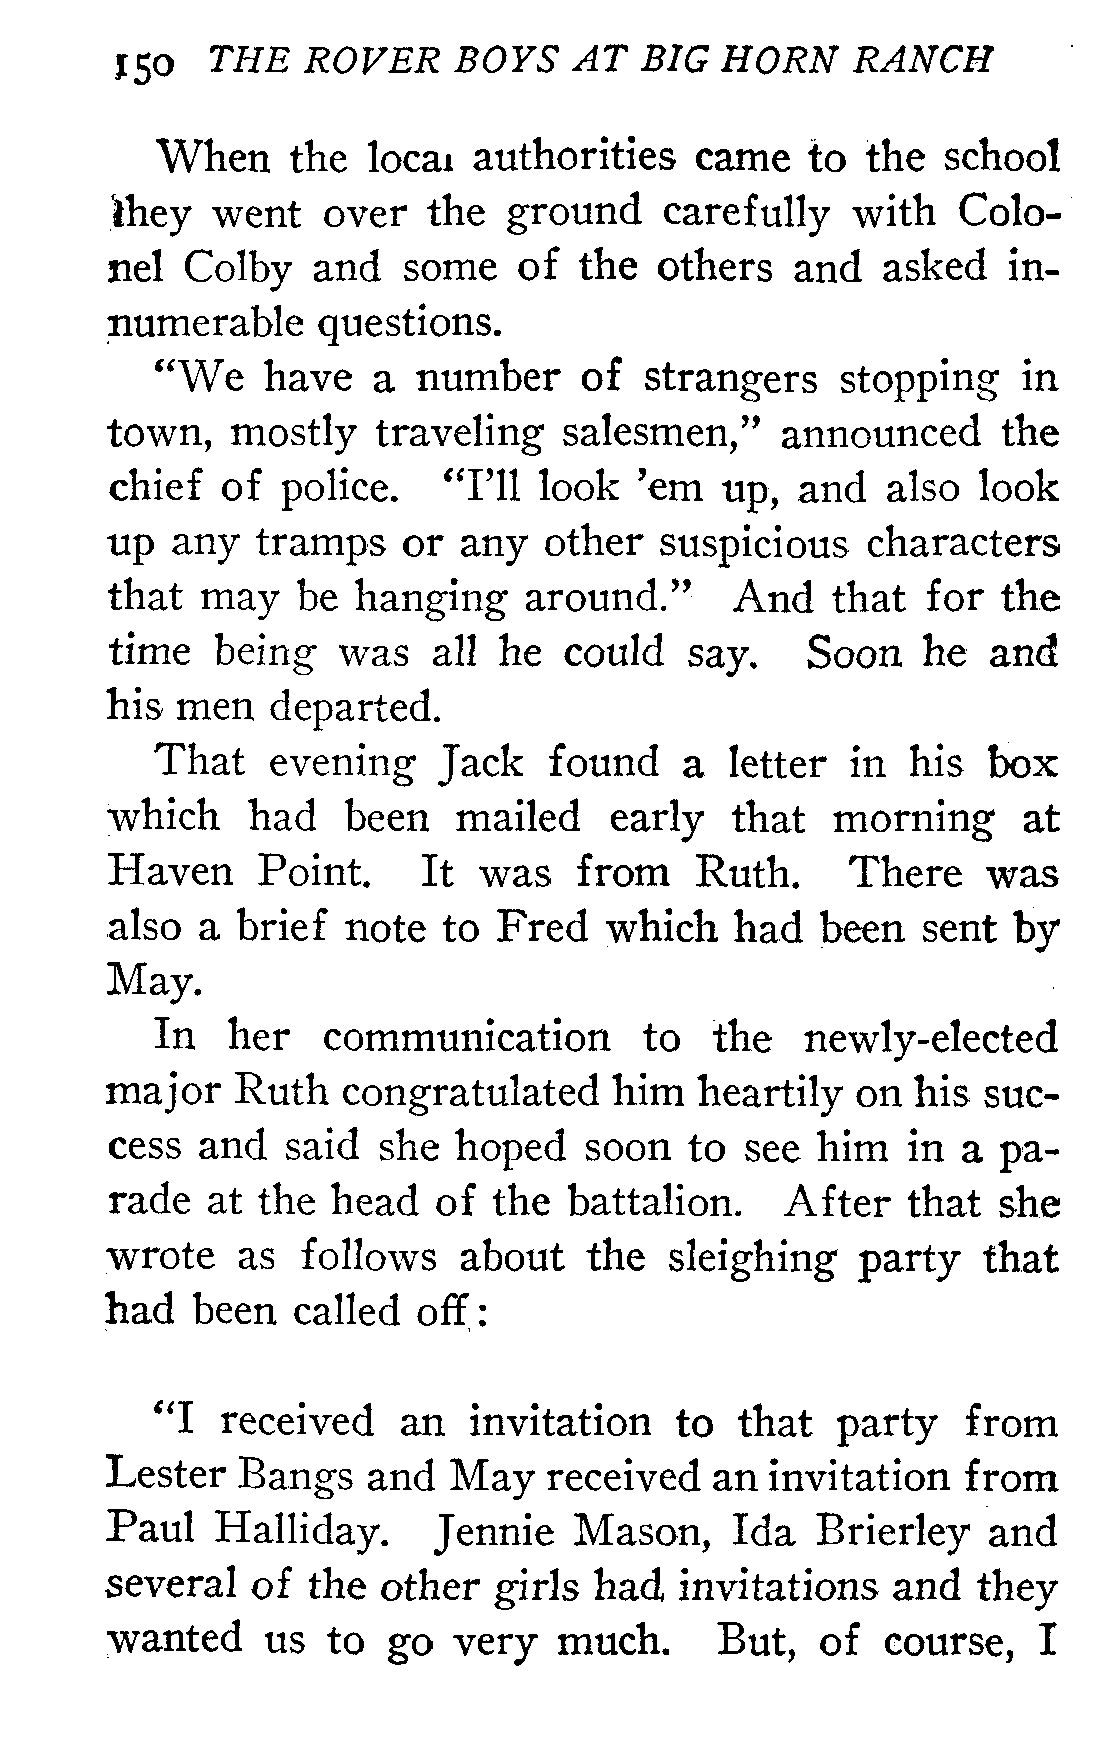 150 THE ROVER BOYS AT BIG HORN RANCH
When the local authorities came to the school
they went over the ground carefully with Colo-
nel Colby and some of the others and asked in-
numerable questions.
“We have a number of strangers stopping in
town, mostly traveling salesmen,” announced the
chief of police. “I’ll look ’em up, and also look
up any tramps or any other suspicious characters
that may be hanging around.” And that for the
time being was all he could say. Soon he and
his men departed.
That evening Jack found a letter in his box
which had been mailed early that morning at
Haven Point. It was from Ruth. There was
also a brief note to Fred which had been sent by
May.
In her communication to the newly-elected
major Ruth congratulated him heartily on his suc-
cess and said she hoped soon to see him in a pa-
rade at the head of the battalion. After that she
wrote as follows about the sleighing party that
had been called off:
“I received an invitation to that party from
Lester Bangs and May received an invitation from
Paul Halliday. Jennie Mason, Ida Brierley and
several of the other girls had invitations and they
wanted us to go very much. But, of course, I